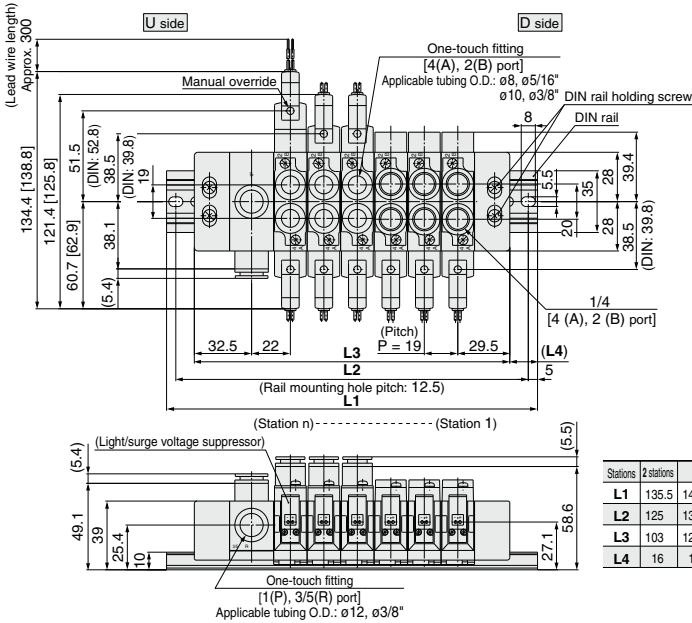 U side
D side
(Lead wire length)
Approx. 300
One-touch fitting
[4(A), 2(B) port]
Applicable tubing O.D.: ø8, ø5/16"
ø10, ø3/8"
Manual override
DIN rail holding screw
8
DIN rail
134.4 [138.8]
121.4 [125.8]
60.7 [62.9]
51.5
(DIN: 52.8)
38.5
(DIN: 39.8)
19
38.1
(5.4)
5.5
20
35
28
28
39.4
38.5
(DIN: 39.8)
1/4
[4 (A), 2 (B) port]
(Pitch)
P = 19
32.5
22
29.5
L3
(L4)
L2
5
(Rail mounting hole pitch: 12.5)
L1
(Station n)
(Station 1)
(Light/surge voltage suppressor)
(5.4)
49.1
39
25.4
10
(5.5)
58.6
27.1
One-touch fitting
[1(P), 3/5(R) port]
Applicable tubing O.D.: ø12, ø3/8"
Stations 2 stations
L1 135.5
L2 125
L3 103
L4 16